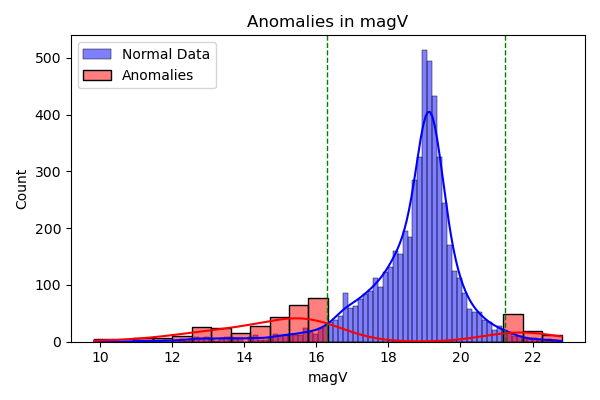 Anomalies in magV
Normal Data
Anomalies
Count
500
400
300
200
100
0
10 12 14 16 18 20 22
magV